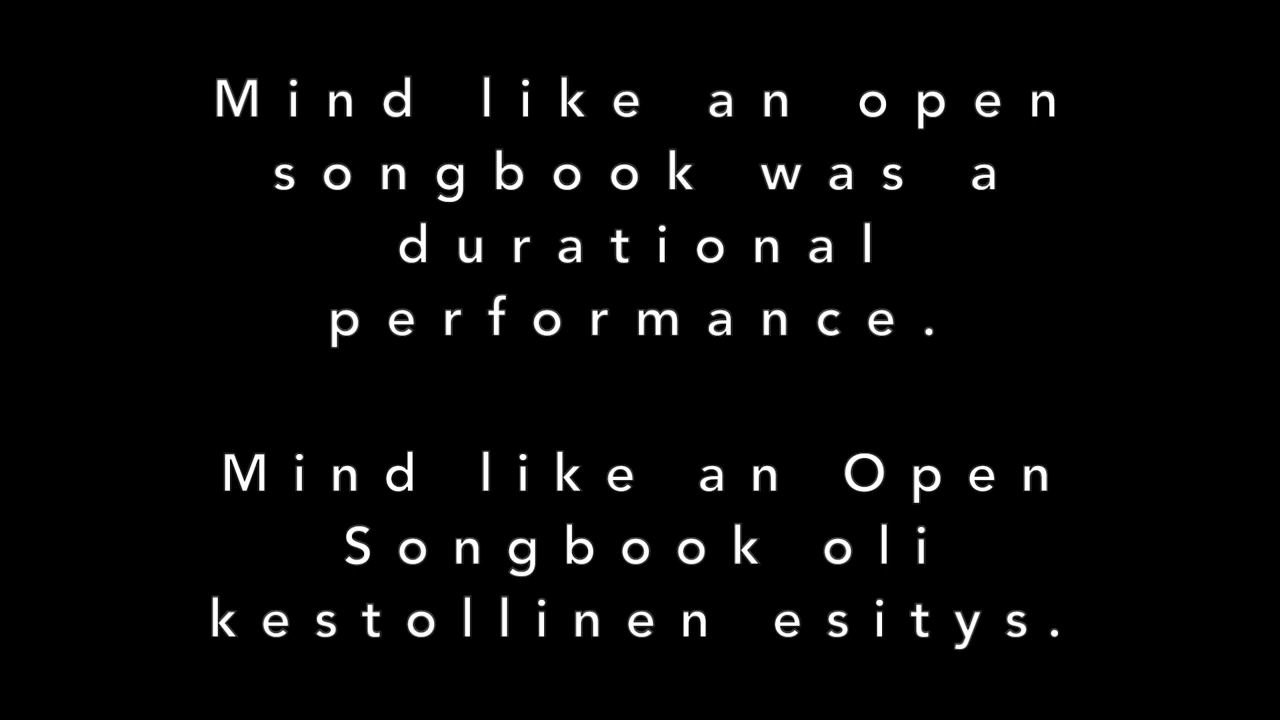 Mind like an open
songbook was a
durational
performance.
Mind like an Open
Songbook oli
kestollinen esitys.